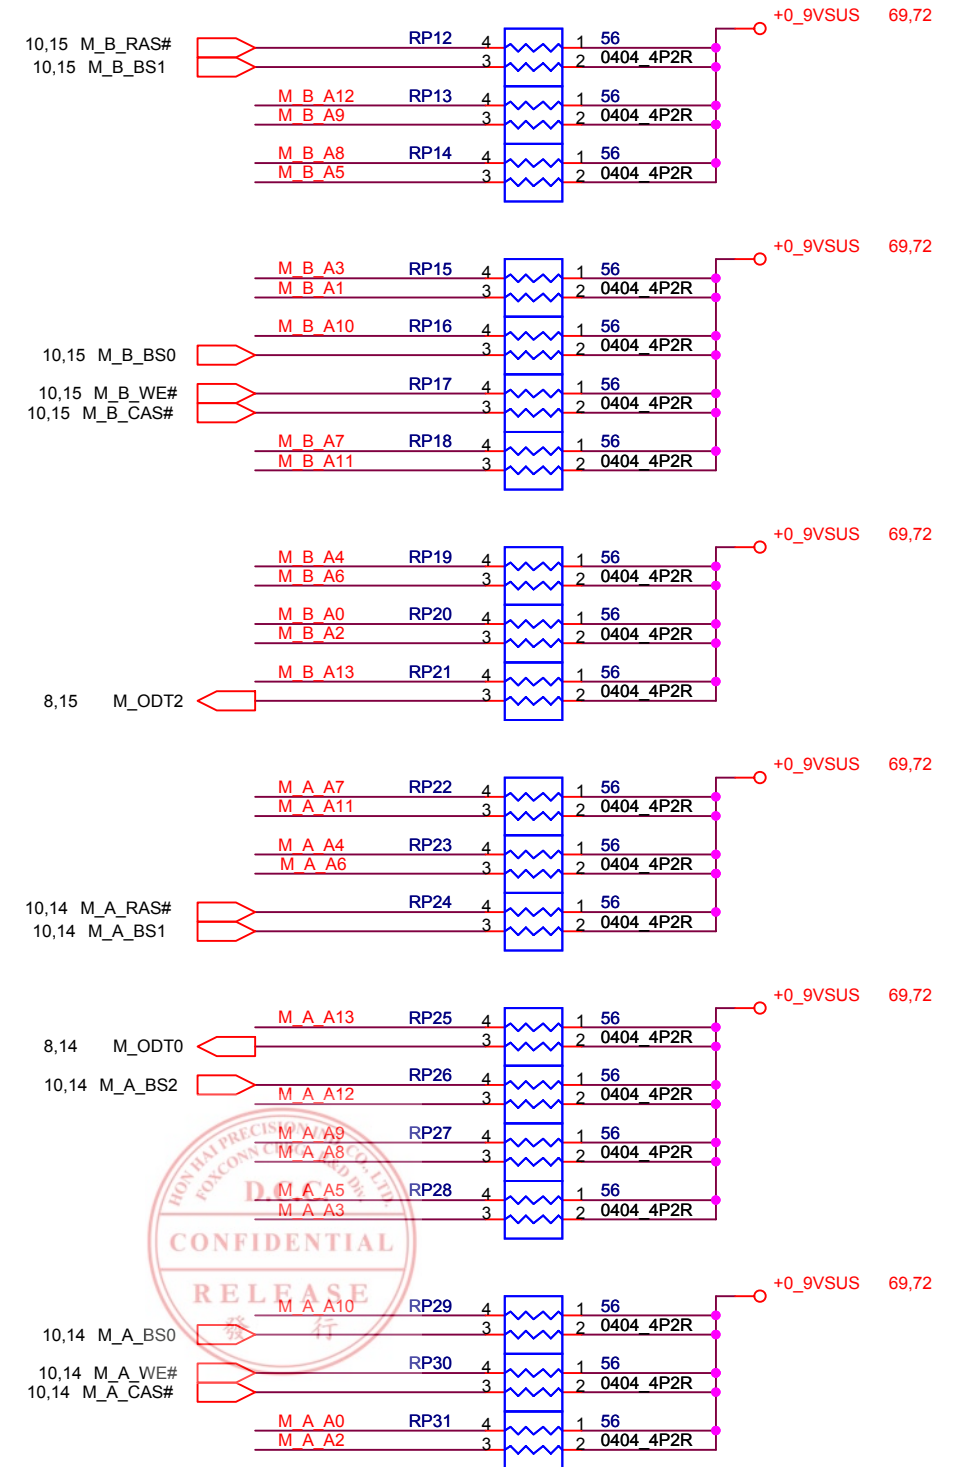 +0_9VSUS 69,72
10,15 M_B_RAS# RP12 4 1 56
10,15 M_B_BS1 3 2 0404_4P2R
M_B_A12 RP13 4 1 56
M_B_A9 3 2 0404_4P2R
M_B_A8 RP14 4 1 56
M_B_A5 3 2 0404_4P2R
+0_9VSUS 69,72
M_B_A3 RP15 4 1 56
M_B_A1 3 2 0404_4P2R
M_B_A10 RP16 4 1 56
10,15 M_B_BS0 3 2 0404_4P2R
10,15 M_B_WE# RP17 4 1 56
10,15 M_B_CAS# 3 2 0404_4P2R
M_B_A7 RP18 4 1 56
M_B_A11 3 2 0404_4P2R
+0_9VSUS 69,72
M_B_A4 RP19 4 1 56
M_B_A6 3 2 0404_4P2R
M_B_A0 RP20 4 1 56
M_B_A2 3 2 0404_4P2R
M_B_A13 RP21 4 1 56
8,15 M_ODT2 3 2 0404_4P2R
+0_9VSUS 69,72
M_A_A7 RP22 4 1 56
M_A_A11 3 2 0404_4P2R
M_A_A4 RP23 4 1 56
M_A_A6 3 2 0404_4P2R
10,14 M_A_RAS# RP24 4 1 56
10,14 M_A_BS1 3 2 0404_4P2R
+0_9VSUS 69,72
M_A_A13 RP25 4 1 56
8,14 M_ODT0 3 2 0404_4P2R
10,14 M_A_BS2 RP26 4 1 56
M_A_A12 3 2 0404_4P2R
M_A_A9 RP27 4 1 56
M_A_A8 3 2 0404_4P2R
M_A_A5 RP28 4 1 56
M_A_A3 3 2 0404_4P2R
HON HAI PRECISION IND. CO., LTD.
FOXCONN R&D Div.
D.C.C.
CONFIDENTIAL
RELEASE
發 行
+0_9VSUS 69,72
M_A_A10 RP29 4 1 56
10,14 M_A_BS0 3 2 0404_4P2R
10,14 M_A_WE# RP30 4 1 56
10,14 M_A_CAS# 3 2 0404_4P2R
M_A_A0 RP31 4 1 56
M_A_A2 3 2 0404_4P2R